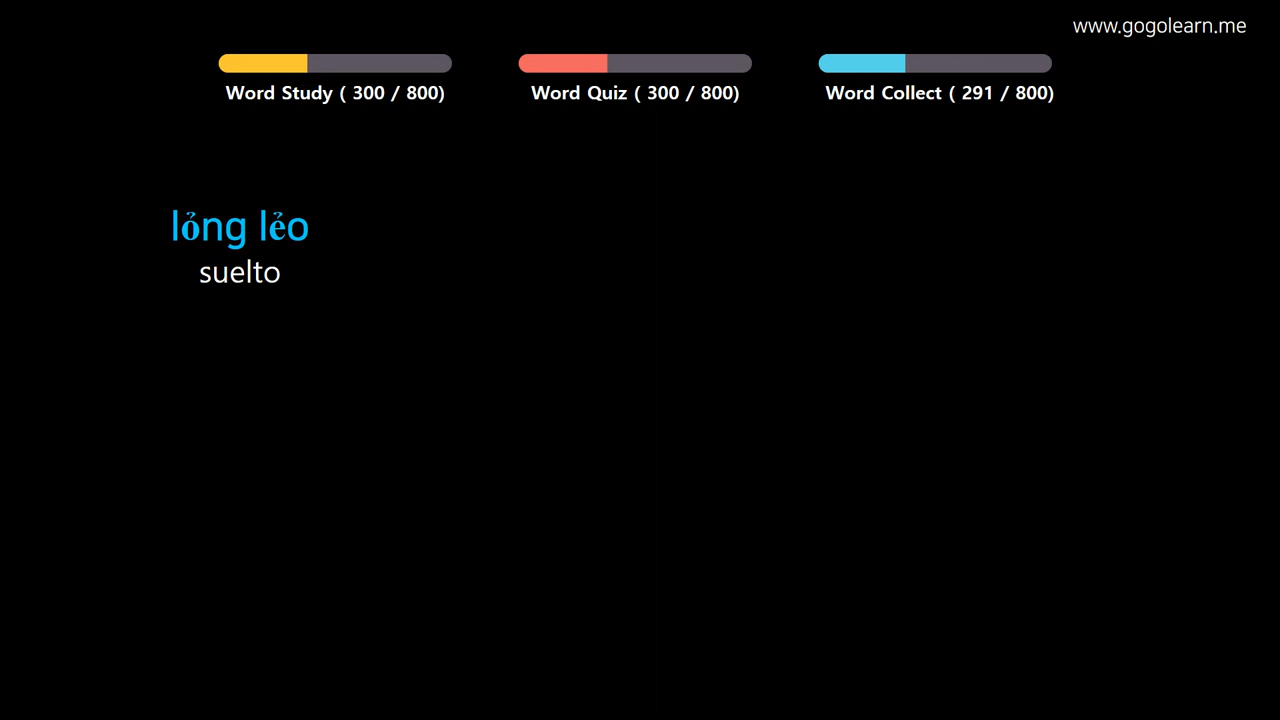 www.gogolearn.me
Word Study ( 300 / 800)
Word Quiz ( 300 / 800)
Word Collect ( 291 / 800)
lỏng lẻo
suelto